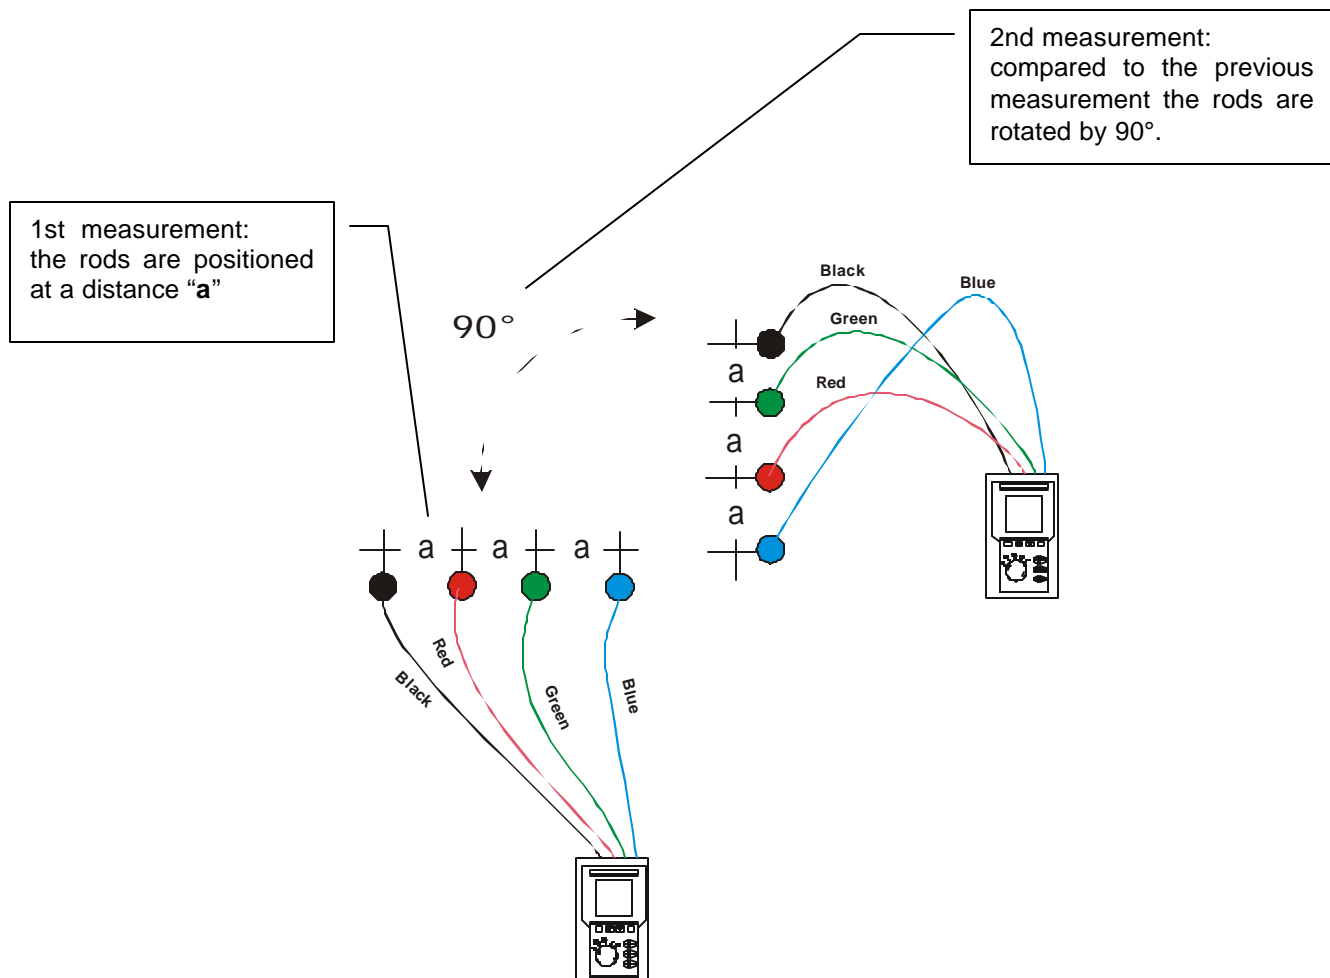 2nd measurement:
compared to the previous
measurement the rods are
rotated by 90°.
1st measurement:
the rods are positioned
at a distance “a”
90°
Black
Blue
Green
Red
a
a
a
a
a
a
Black
Red
Green
Blue